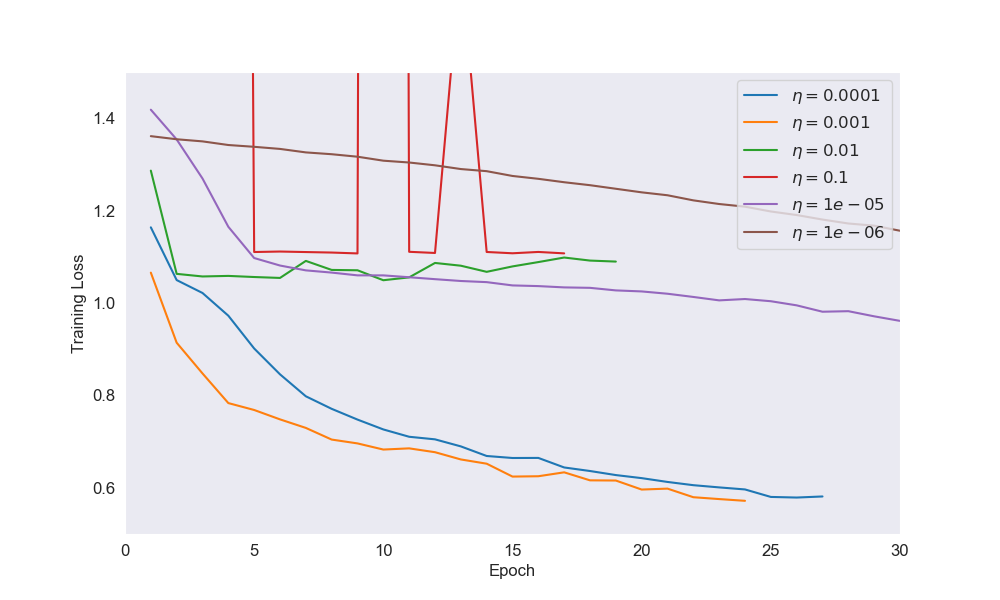 1.4
1.2
1.0
0.8
0.6
Training Loss
0 5 10 15 20 25 30
Epoch
η = 0.0001
η = 0.001
η = 0.01
η = 0.1
η = 1e − 05
η = 1e − 06